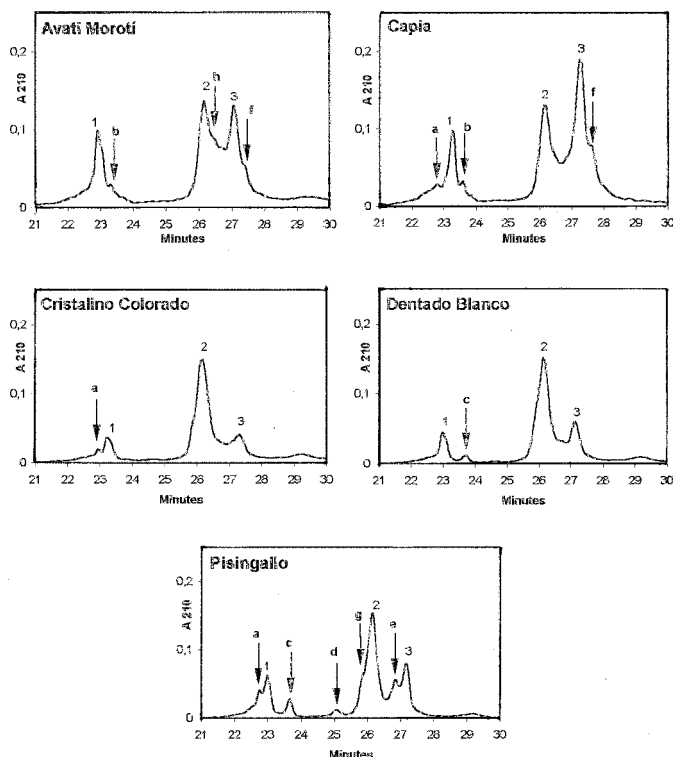 Avatí Morotí
0,2
A 210
0,1
0
1
b
2
h
3
f
21 22 23 24 25 26 27 28 29 30
Minutes
Capia
0,2
A 210
0,1
0
a
1
b
2
3
f
21 22 23 24 25 26 27 28 29 30
Minutes
Cristalino Colorado
0,2
A 210
0,1
0
a
1
2
3
21 22 23 24 25 26 27 28 29 30
Minutes
Dentado Blanco
0,2
A 210
0,1
0
1
c
2
3
21 22 23 24 25 26 27 28 29 30
Minutes
Pisingallo
0,2
A 210
0,1
0
a
1
c
d
g
2
e
3
21 22 23 24 25 26 27 28 29 30
Minutes